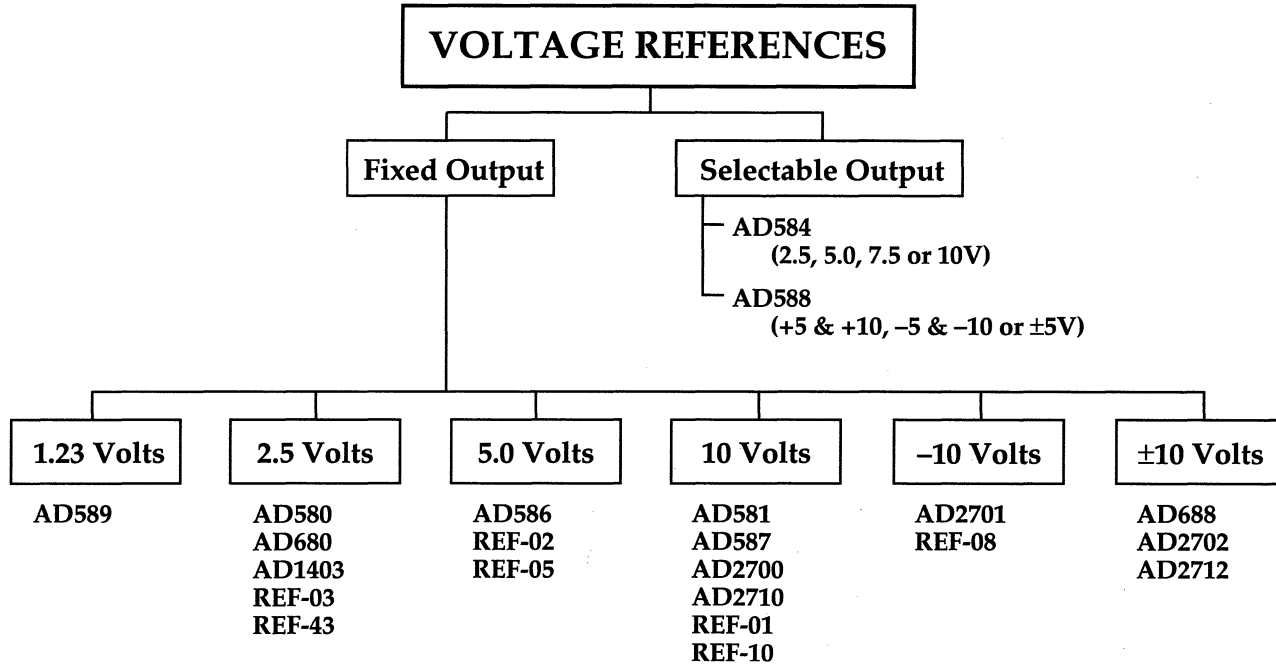 VOLTAGE REFERENCES
Fixed Output
Selectable Output
AD584
(2.5, 5.0, 7.5 or 10V)
AD588
(+5 & +10, –5 & –10 or ±5V)
1.23 Volts
AD589
2.5 Volts
AD580
AD680
AD1403
REF-03
REF-43
5.0 Volts
AD586
REF-02
REF-05
10 Volts
AD581
AD587
AD2700
AD2710
REF-01
REF-10
–10 Volts
AD2701
REF-08
±10 Volts
AD688
AD2702
AD2712